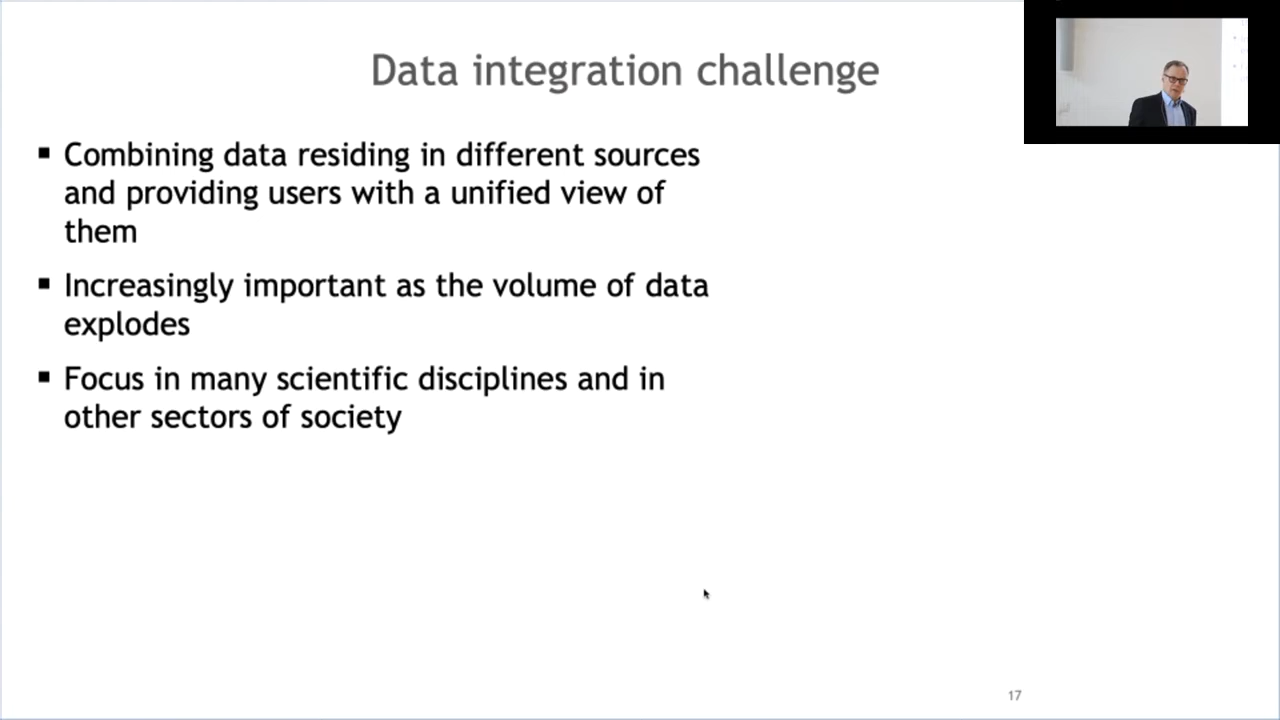 Data integration challenge
▪ Combining data residing in different sources
and providing users with a unified view of
them
▪ Increasingly important as the volume of data
explodes
▪ Focus in many scientific disciplines and in
other sectors of society
17